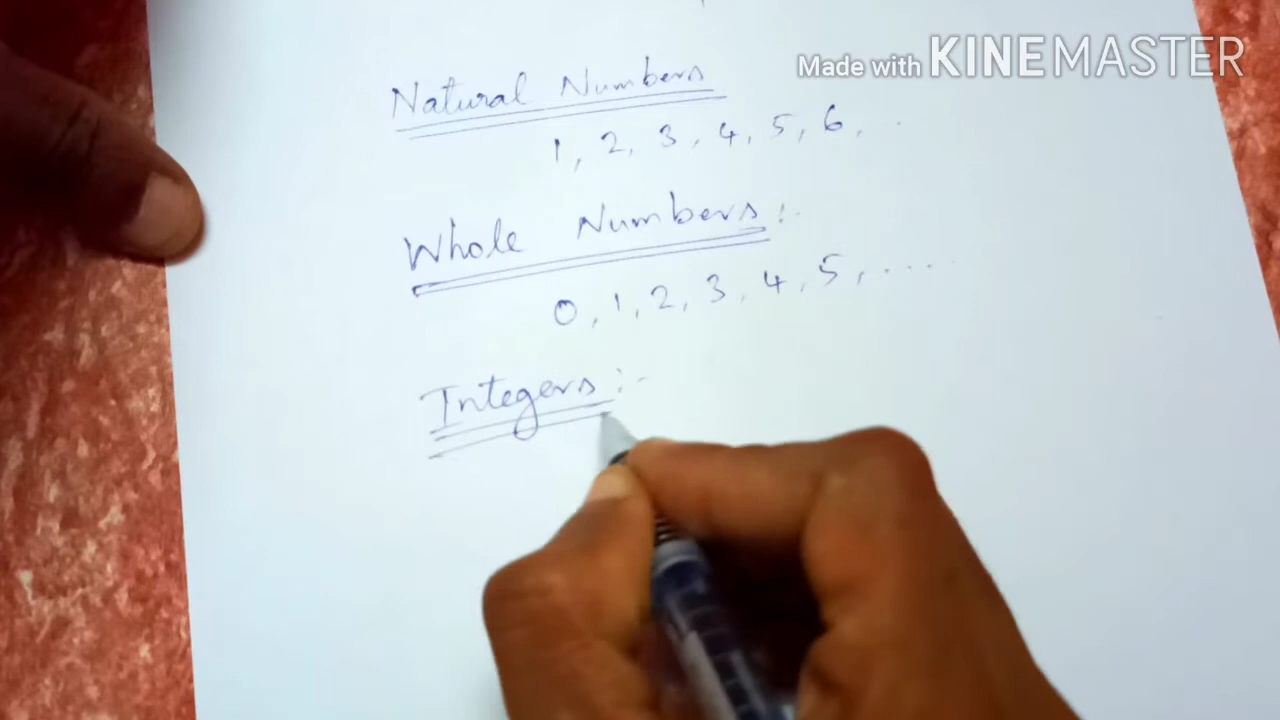 Made with KINEMASTER
Natural Numbers
1, 2, 3, 4, 5, 6, ..
Whole Numbers :-
0, 1, 2, 3, 4, 5, .....
Integers :-